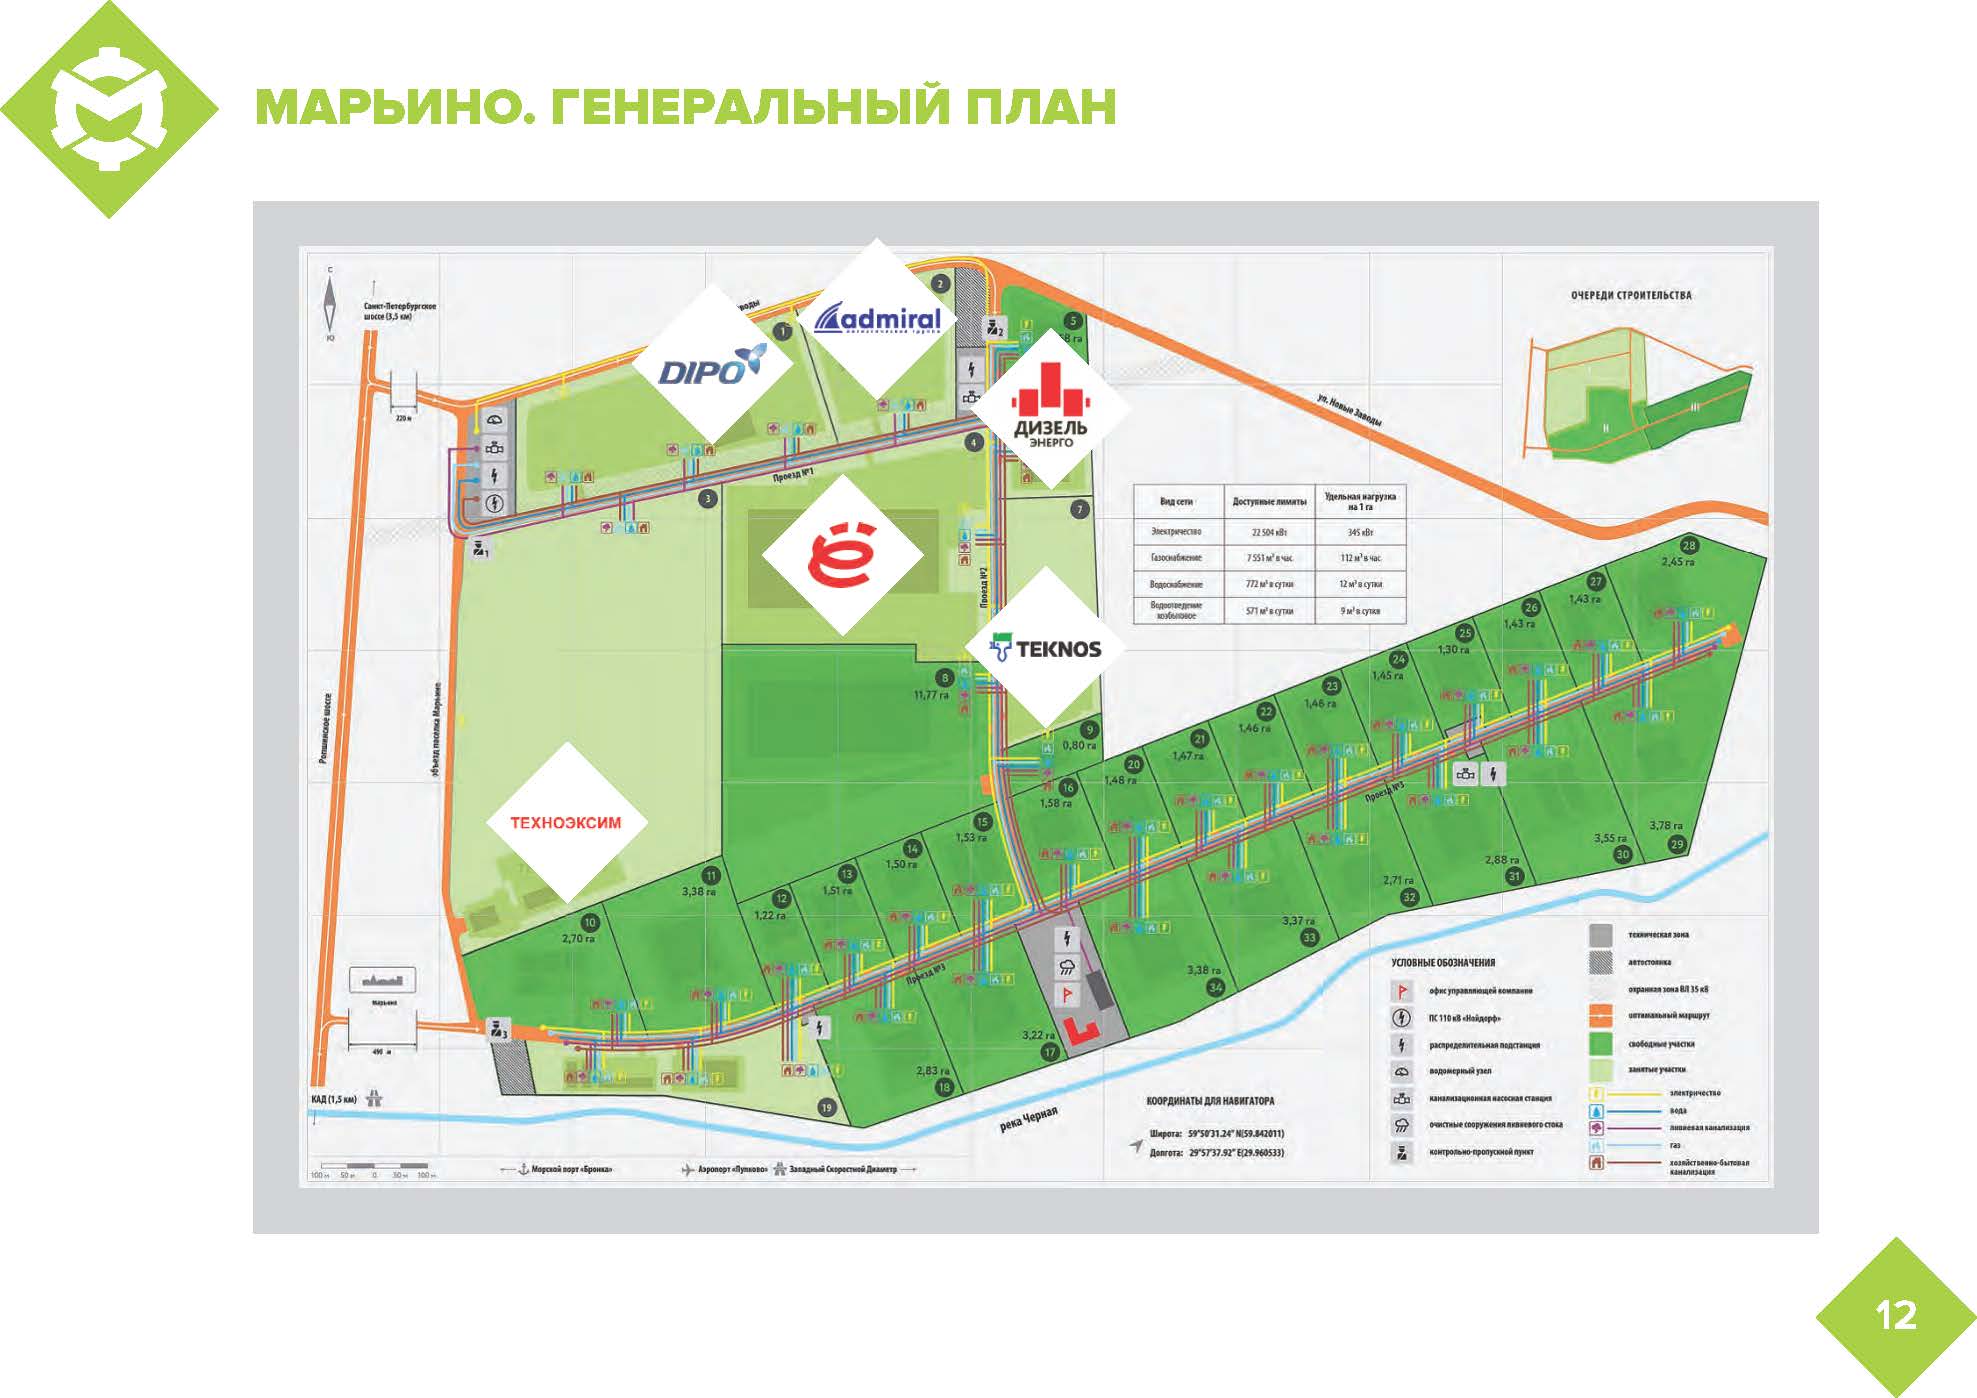 МАРЬИНО. ГЕНЕРАЛЬНЫЙ ПЛАН
С
Ю
Санкт-Петербургское
шоссе (3,5 км)
220 м
Ропшинское шоссе
объезд поселка Марьино
1
2
5
DIPO
admiral
ДИЗЕЛЬ
ЭНЕРГО
2
4
3
Проезд №1
1
7
ё
Проезд №2
TEKNOS
ул. Новые Заводы
ОЧЕРЕДИ СТРОИТЕЛЬСТВА
I
II
III
Вид сети
Доступные лимиты
Удельная нагрузка
на 1 га
Электричество
22 504 кВт
345 кВт
Газоснабжение
7 551 м³ в час.
112 м³ в час.
Водоснабжение
772 м³ в сутки
12 м³ в сутки
Водоотведение
хозбытовое
571 м³ в сутки
9 м³ в сутки
28
2,45 га
27
1,43 га
26
1,43 га
25
1,30 га
24
1,45 га
23
1,46 га
22
1,46 га
21
1,47 га
20
1,48 га
16
1,58 га
8
11,77 га
9
0,80 га
ТЕХНОЭКСИМ
15
1,53 га
14
1,50 га
13
1,51 га
12
1,22 га
11
3,38 га
10
2,70 га
Проезд №3
Проезд №3
3,78 га
29
3,55 га
30
2,88 га
31
2,71 га
32
3,37 га
33
3,38 га
34
3,22 га
17
2,83 га
18
19
3
Марьино
490 м
КАД (1,5 км)
река Черная
100 м 50 м 0 50 м 100 м
Морской порт «Бронка»
Аэропорт «Пулково»
Западный Скоростной Диаметр
КООРДИНАТЫ ДЛЯ НАВИГАТОРА
Широта: 59°50'31.24" N(59.842011)
Долгота: 29°57'37.92" E(29.960533)
УСЛОВНЫЕ ОБОЗНАЧЕНИЯ
офис управляющей компании
ПС 110 кВ «Нойдорф»
распределительная подстанция
водомерный узел
канализационная насосная станция
очистные сооружения ливневого стока
контрольно-пропускной пункт
техническая зона
автостоянка
охранная зона ВЛ 35 кВ
оптимальный маршрут
свободные участки
занятые участки
электричество
вода
ливневая канализация
газ
хозяйственно-бытовая
канализация
12